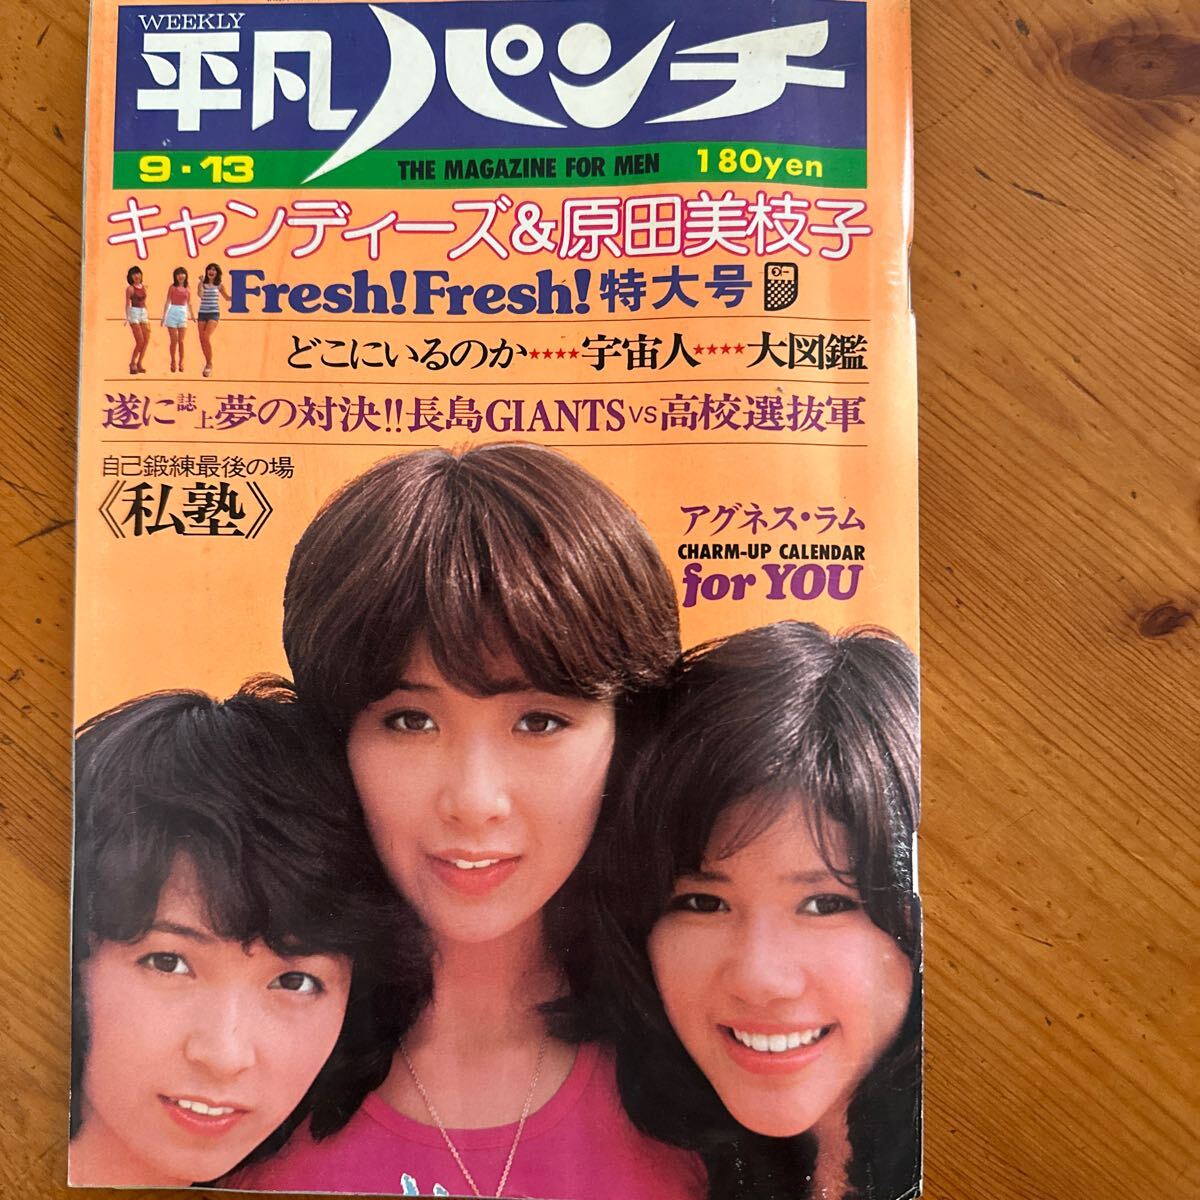 WEEKLY
平凡パンチ
9・13 THE MAGAZINE FOR MEN 180yen
キャンディーズ&原田美枝子
Fresh!Fresh!特大号
どこにいるのか★★★★宇宙人★★★★大図鑑
遂に誌上夢の対決!!長島GIANTS VS 高校選抜軍
自己鍛練最後の場
《私塾》
アグネス・ラム
CHARM-UP CALENDAR
for YOU